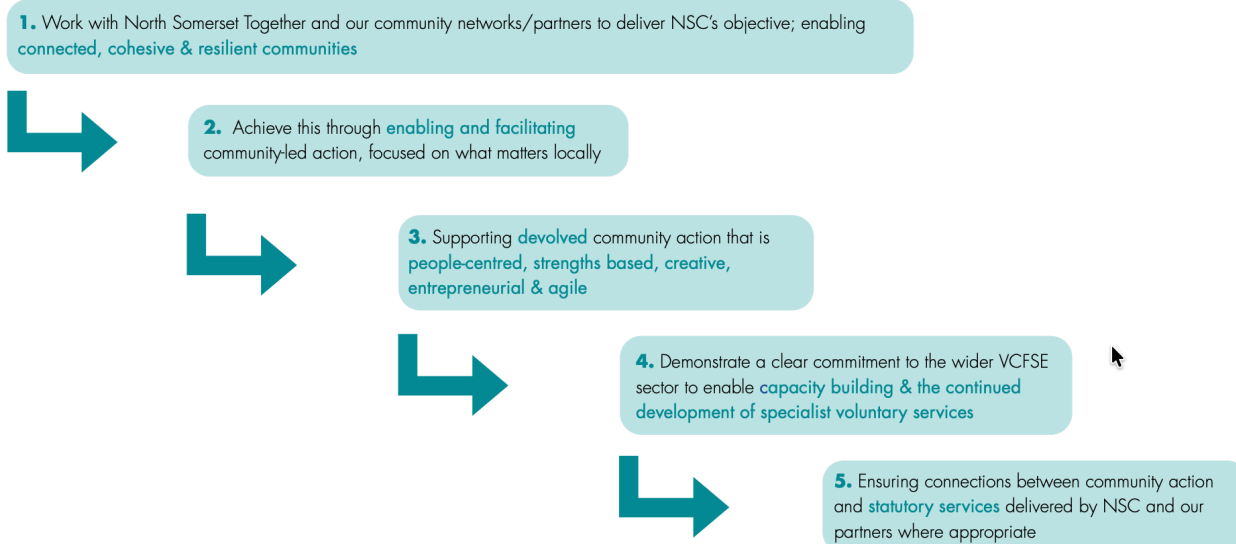 1. Work with North Somerset Together and our community networks/partners to deliver NSC's objective; enabling
connected, cohesive & resilient communities
2. Achieve this through enabling and facilitating
community-led action, focused on what matters locally
3. Supporting devolved community action that is
people-centred, strengths based, creative,
entrepreneurial & agile
4. Demonstrate a clear commitment to the wider VCFSE
sector to enable capacity building & the continued
development of specialist voluntary services
5. Ensuring connections between community action
and statutory services delivered by NSC and our
partners where appropriate